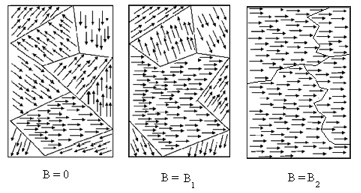 B = 0
B = B1
B = B2